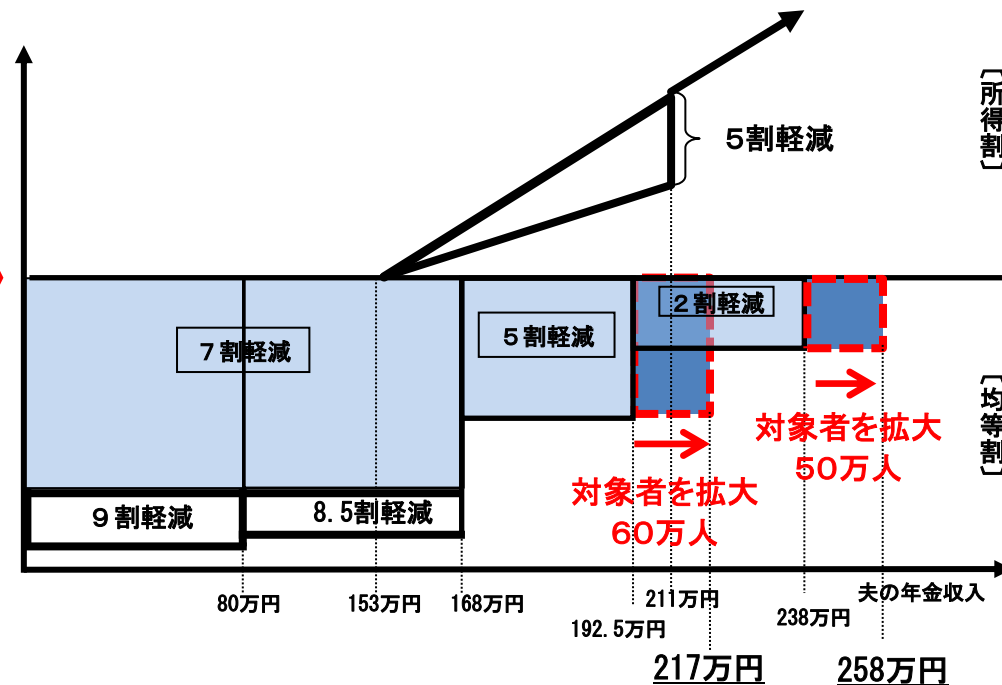 ［所得割］
５割軽減
２割軽減
５割軽減
７割軽減
［均等割］
対象者を拡大
５０万人
対象者を拡大
６０万人
８.５割軽減
９割軽減
夫の年金収入
80万円
153万円
168万円
211万円
192.5万円
238万円
217万円
258万円